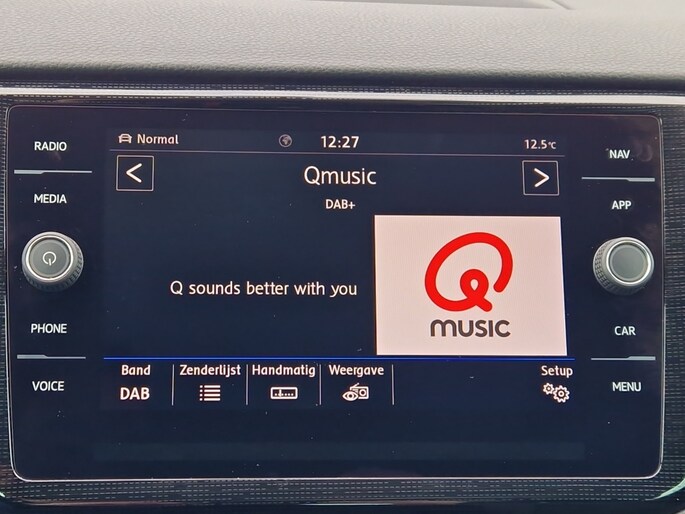 RADIO
MEDIA
PHONE
VOICE
Normal
12:27
12.5°C
<
Qmusic
>
DAB+
Q sounds better with you
Q
MUSIC
Band
DAB
Zenderlijst
Handmatig
Weergave
Setup
NAV
APP
CAR
MENU